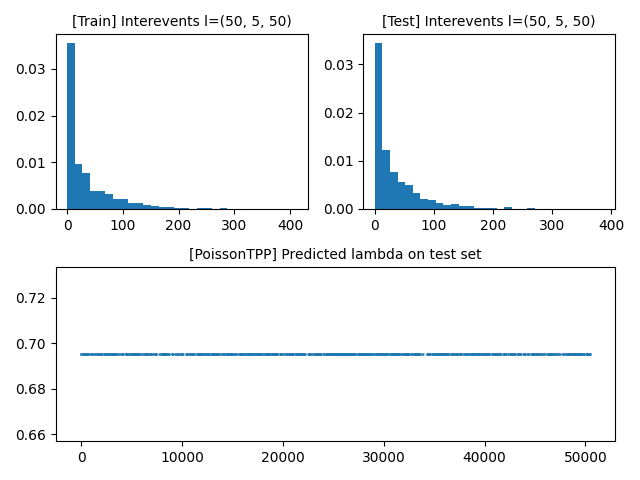 [Train] Interevents l=(50, 5, 50)
0.03
0.02
0.01
0.00
0 100 200 300 400
[Test] Interevents l=(50, 5, 50)
0.03
0.02
0.01
0.00
0 100 200 300 400
[PoissonTPP] Predicted lambda on test set
0.72
0.70
0.68
0.66
0 10000 20000 30000 40000 50000